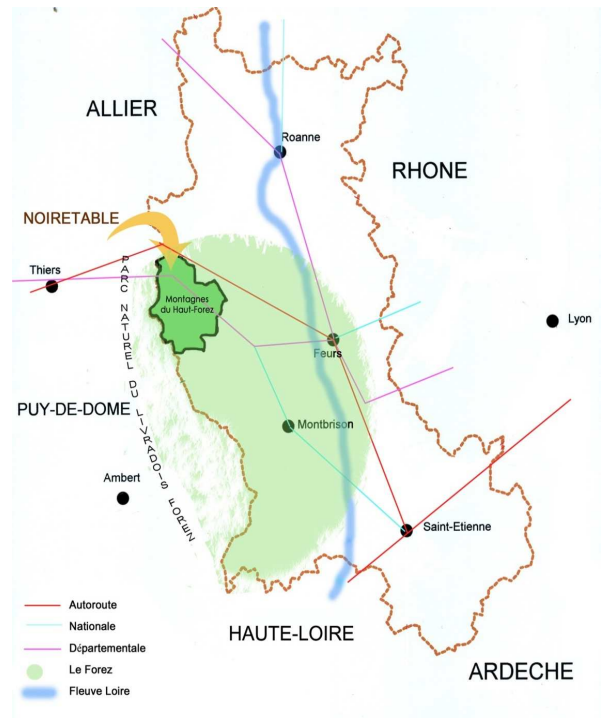 ALLIER
Roanne
RHONE
NOIRETABLE
Thiers
PARC NATUREL DU LIVRADOIS FOREZ
Montagnes
du Haut-Forez
Lyon
Feurs
PUY-DE-DOME
Montbrison
Ambert
Saint-Etienne
Autoroute
Nationale
Départementale
Le Forez
Fleuve Loire
HAUTE-LOIRE
ARDECHE